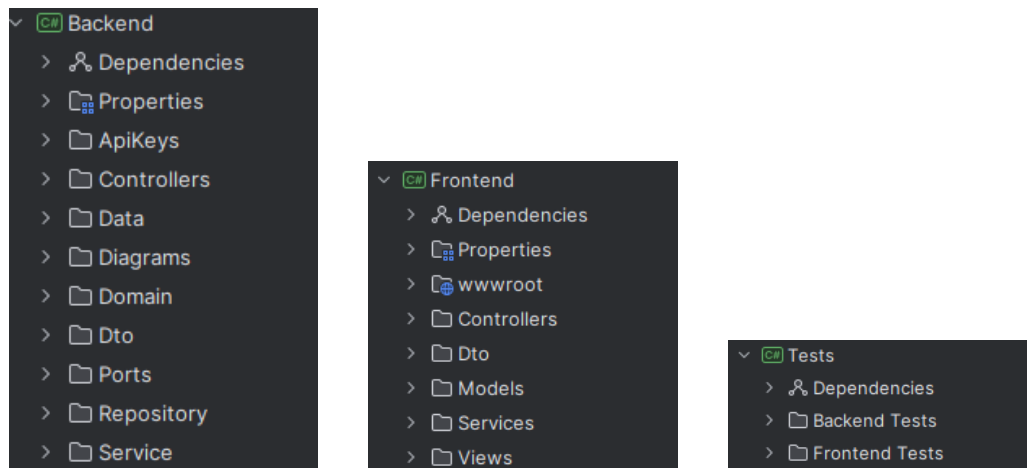 C# Backend
Dependencies
Properties
ApiKeys
Controllers
Data
Diagrams
Domain
Dto
Ports
Repository
Service
C# Frontend
Dependencies
Properties
wwwroot
Controllers
Dto
Models
Services
Views
C# Tests
Dependencies
Backend Tests
Frontend Tests